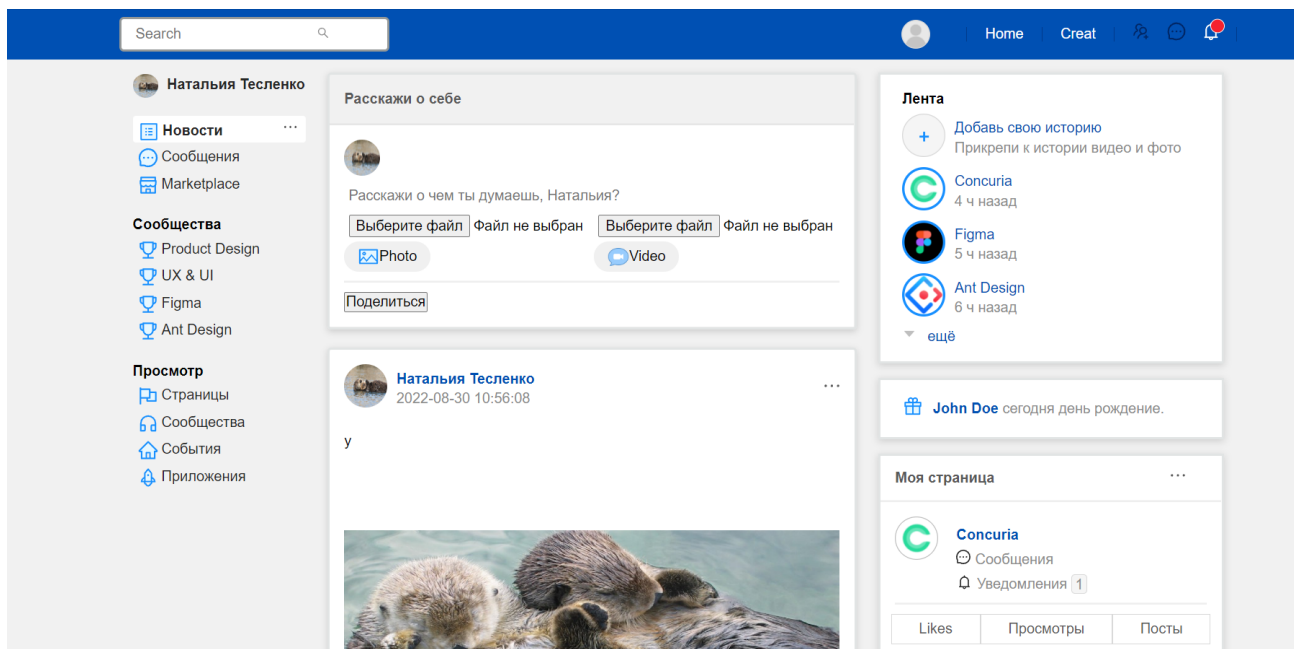 Search
Home
Creat
Наталья Тесленко
Новости
Сообщения
Marketplace
Сообщества
Product Design
UX & UI
Figma
Ant Design
Просмотр
Страницы
Сообщества
События
Приложения
Расскажи о себе
Расскажи о чем ты думаешь, Наталья?
Выберите файл Файл не выбран
Выберите файл Файл не выбран
Photo
Video
Поделиться
Наталья Тесленко
2022-08-30 10:56:08
у
Лента
Добавь свою историю
Прикрепи к истории видео и фото
Concuria
4 ч назад
Figma
5 ч назад
Ant Design
6 ч назад
ещё
John Doe сегодня день рождение.
Моя страница
Concuria
Сообщения
Уведомления 1
Likes
Просмотры
Посты